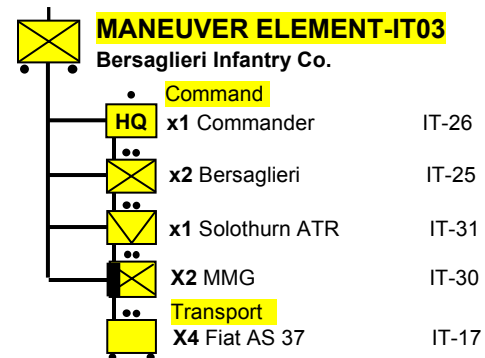 MANEUVER ELEMENT-IT03
Bersaglieri Infantry Co.
Command
HQ x1 Commander IT-26
x2 Bersaglieri IT-25
x1 Solothurn ATR IT-31
X2 MMG IT-30
Transport
X4 Fiat AS 37 IT-17